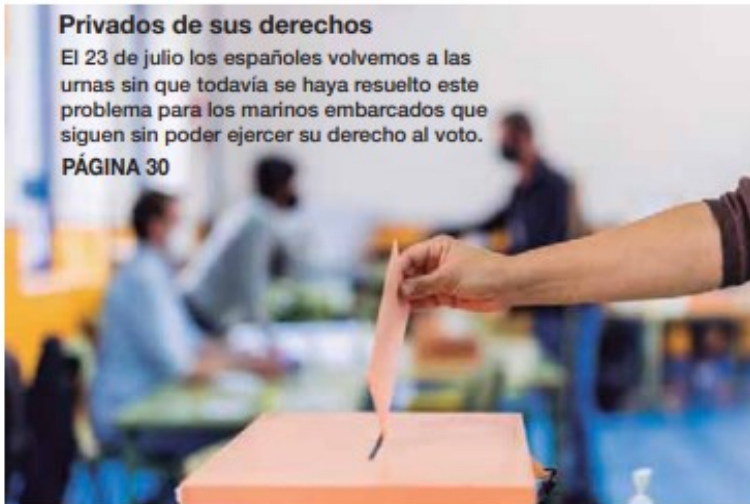 Privados de sus derechos
El 23 de julio los españoles volvemos a las
urnas sin que todavía se haya resuelto este
problema para los marinos embarcados que
siguen sin poder ejercer su derecho al voto.
PÁGINA 30